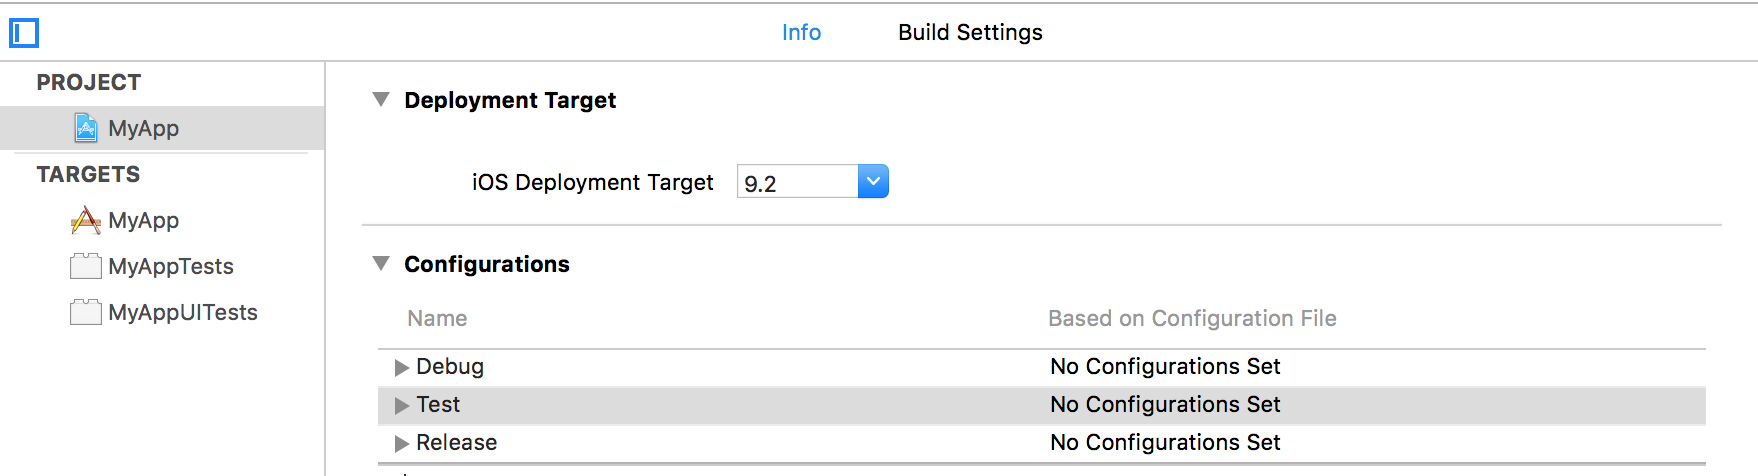 Info Build Settings
PROJECT
MyApp
TARGETS
MyApp
MyAppTests
MyAppUITests
Deployment Target
iOS Deployment Target 9.2
Configurations
Name Based on Configuration File
Debug No Configurations Set
Test No Configurations Set
Release No Configurations Set